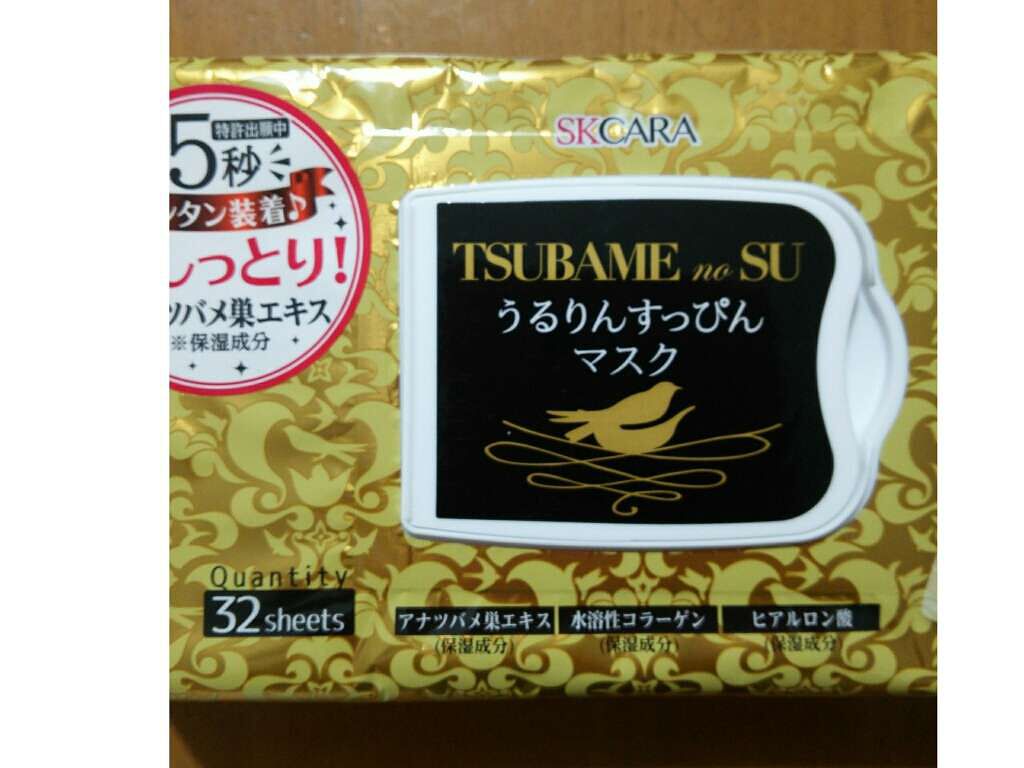 特許出願中
5秒
ンタン装着♪
しっとり!
ツバメ巣エキス
※保湿成分
SKCARA
TSUBAME no SU
うるりんすっぴん
マスク
Quantity
32 sheets
アナツバメ巣エキス
(保湿成分)
水溶性コラーゲン
(保湿成分)
ヒアルロン酸
(保湿成分)